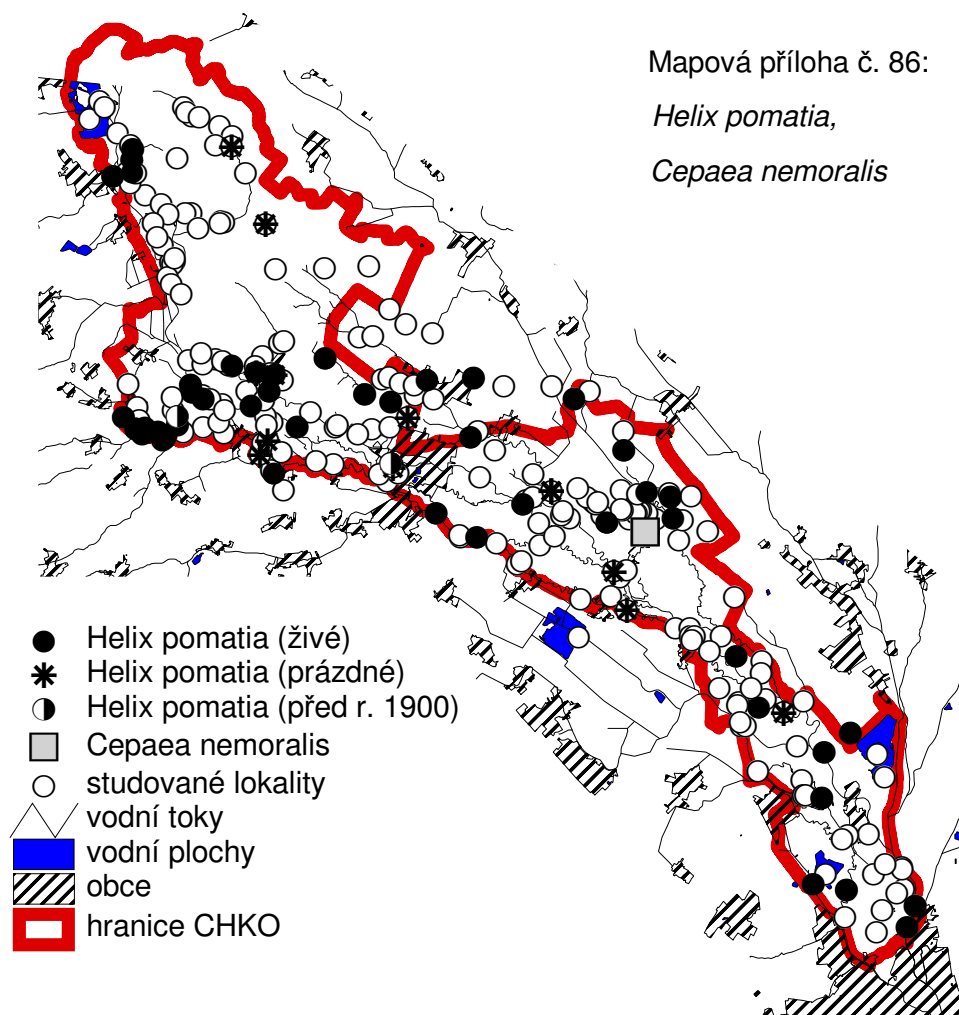 Mapová příloha č. 86:
Helix pomatia,
Cepaea nemoralis
Helix pomatia (živé)
Helix pomatia (prázdné)
Helix pomatia (před r. 1900)
Cepaea nemoralis
studované lokality
vodní toky
vodní plochy
obce
hranice CHKO